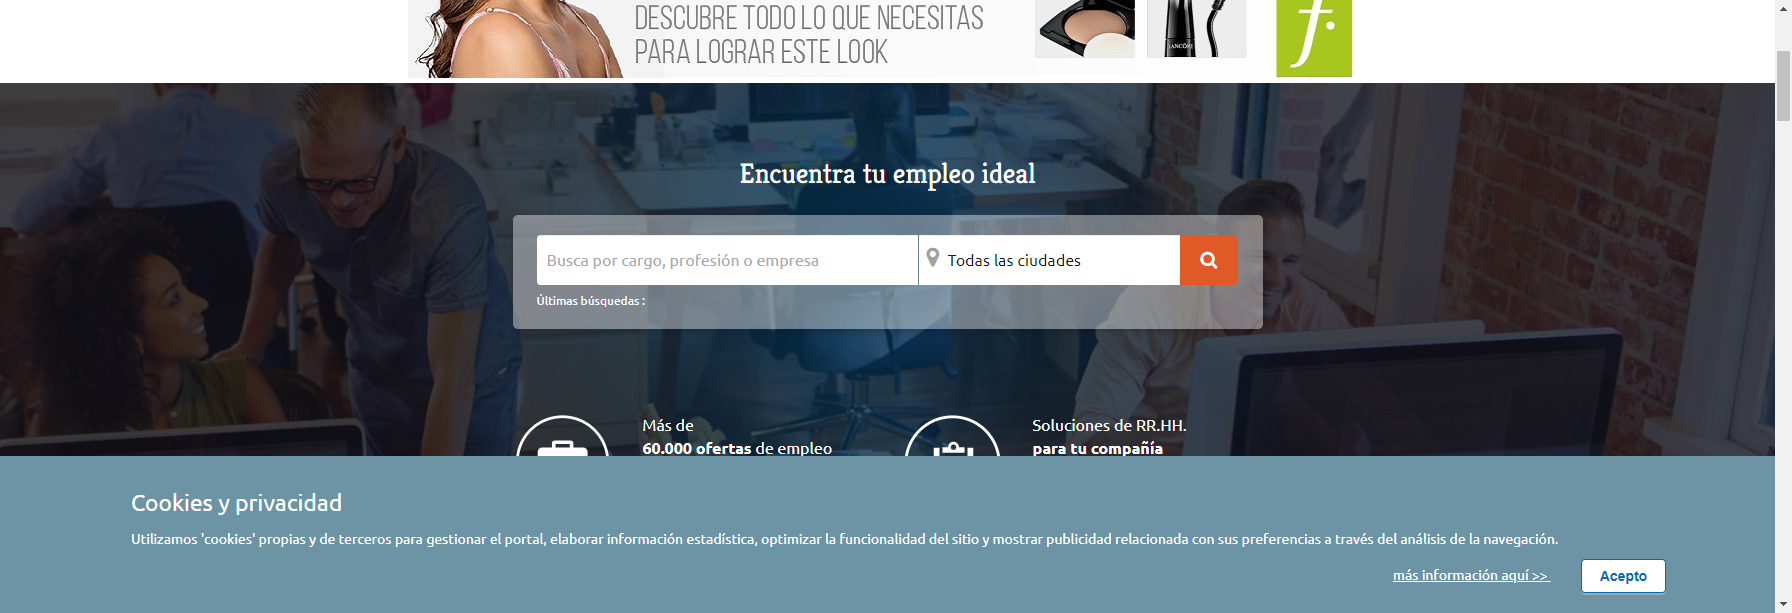 DESCUBRE TODO LO QUE NECESITAS
PARA LOGRAR ESTE LOOK
LANCÔME
f.
Encuentra tu empleo ideal
Busca por cargo, profesión o empresa
Todas las ciudades
Últimas búsquedas :
Más de
60.000 ofertas de empleo
Soluciones de RR.HH.
para tu compañía
Cookies y privacidad
Utilizamos 'cookies' propias y de terceros para gestionar el portal, elaborar información estadística, optimizar la funcionalidad del sitio y mostrar publicidad relacionada con sus preferencias a través del análisis de la navegación.
más información aquí >>
Acepto